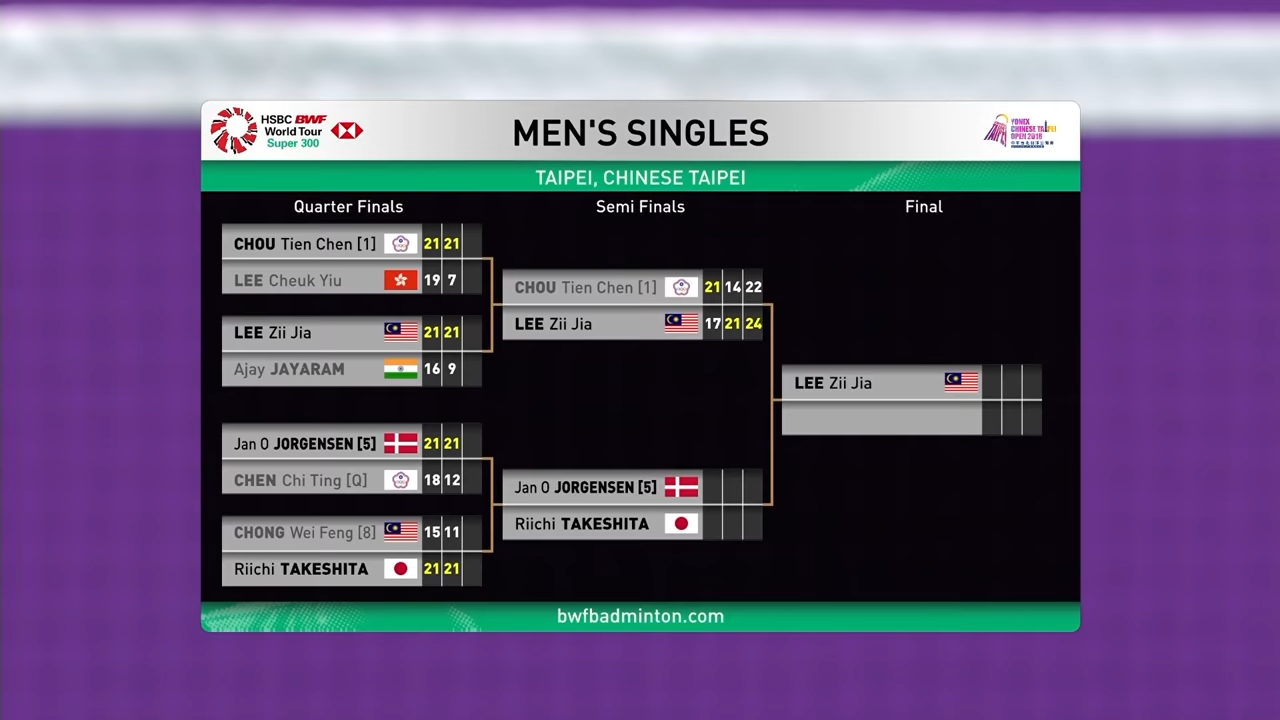 HSBC BWF
World Tour
Super 300
MEN'S SINGLES
YONEX
CHINESE TAIPEI
OPEN 2018
TAIPEI, CHINESE TAIPEI
Quarter Finals
Semi Finals
Final
CHOU Tien Chen [1] 21 21
LEE Cheuk Yiu 19 7
LEE Zii Jia 21 21
Ajay JAYARAM 16 9
Jan O JORGENSEN [5] 21 21
CHEN Chi Ting [Q] 18 12
CHONG Wei Feng [8] 15 11
Riichi TAKESHITA 21 21
CHOU Tien Chen [1] 21 14 22
LEE Zii Jia 17 21 24
Jan O JORGENSEN [5]
Riichi TAKESHITA
LEE Zii Jia
bwfbadminton.com